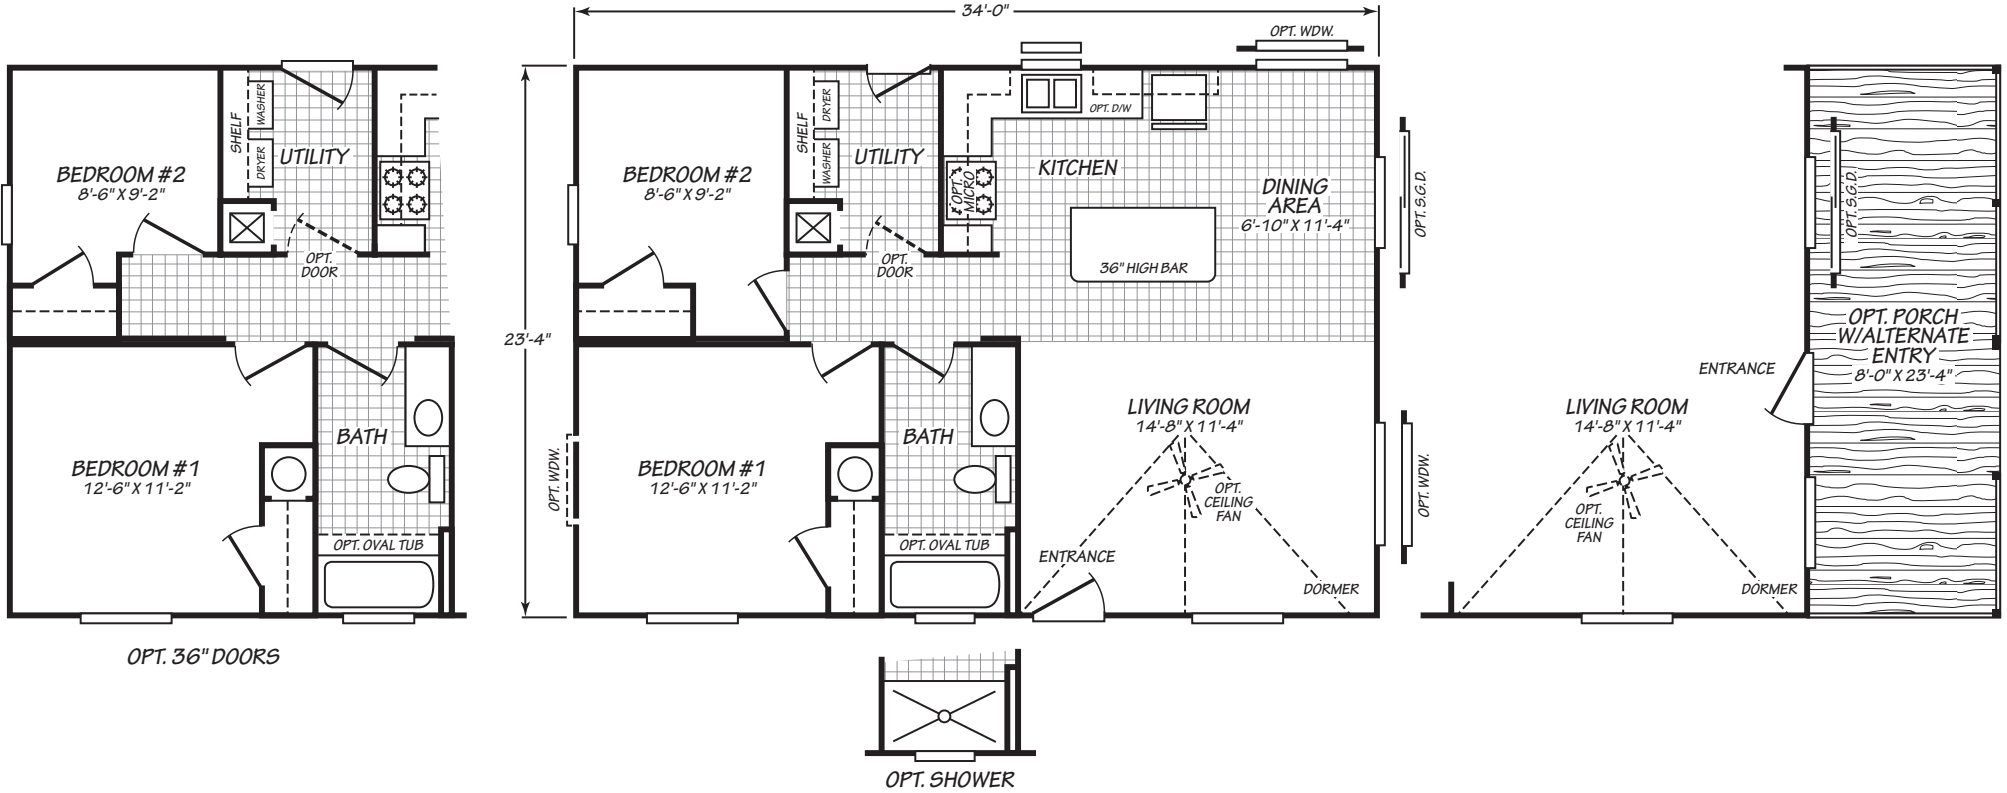 BEDROOM #2
8'-6" X 9'-2"
SHELF
WASHER
DRYER
UTILITY
OPT.
DOOR
BEDROOM #1
12'-6" X 11'-2"
BATH
OPT. OVAL TUB
OPT. 36" DOORS
34'-0"
23'-4"
OPT. WDW.
BEDROOM #2
8'-6" X 9'-2"
SHELF
DRYER
WASHER
UTILITY
OPT.
DOOR
OPT.
MICRO
OPT. D/W
KITCHEN
36" HIGH BAR
DINING
AREA
6'-10" X 11'-4"
OPT. S.G.D.
OPT. WDW.
BEDROOM #1
12'-6" X 11'-2"
BATH
OPT. OVAL TUB
LIVING ROOM
14'-8" X 11'-4"
OPT.
CEILING
FAN
ENTRANCE
DORMER
OPT. WDW.
OPT. SHOWER
OPT. S.G.D.
OPT. PORCH
W/ALTERNATE
ENTRY
8'-0" X 23'-4"
ENTRANCE
LIVING ROOM
14'-8" X 11'-4"
OPT.
CEILING
FAN
DORMER